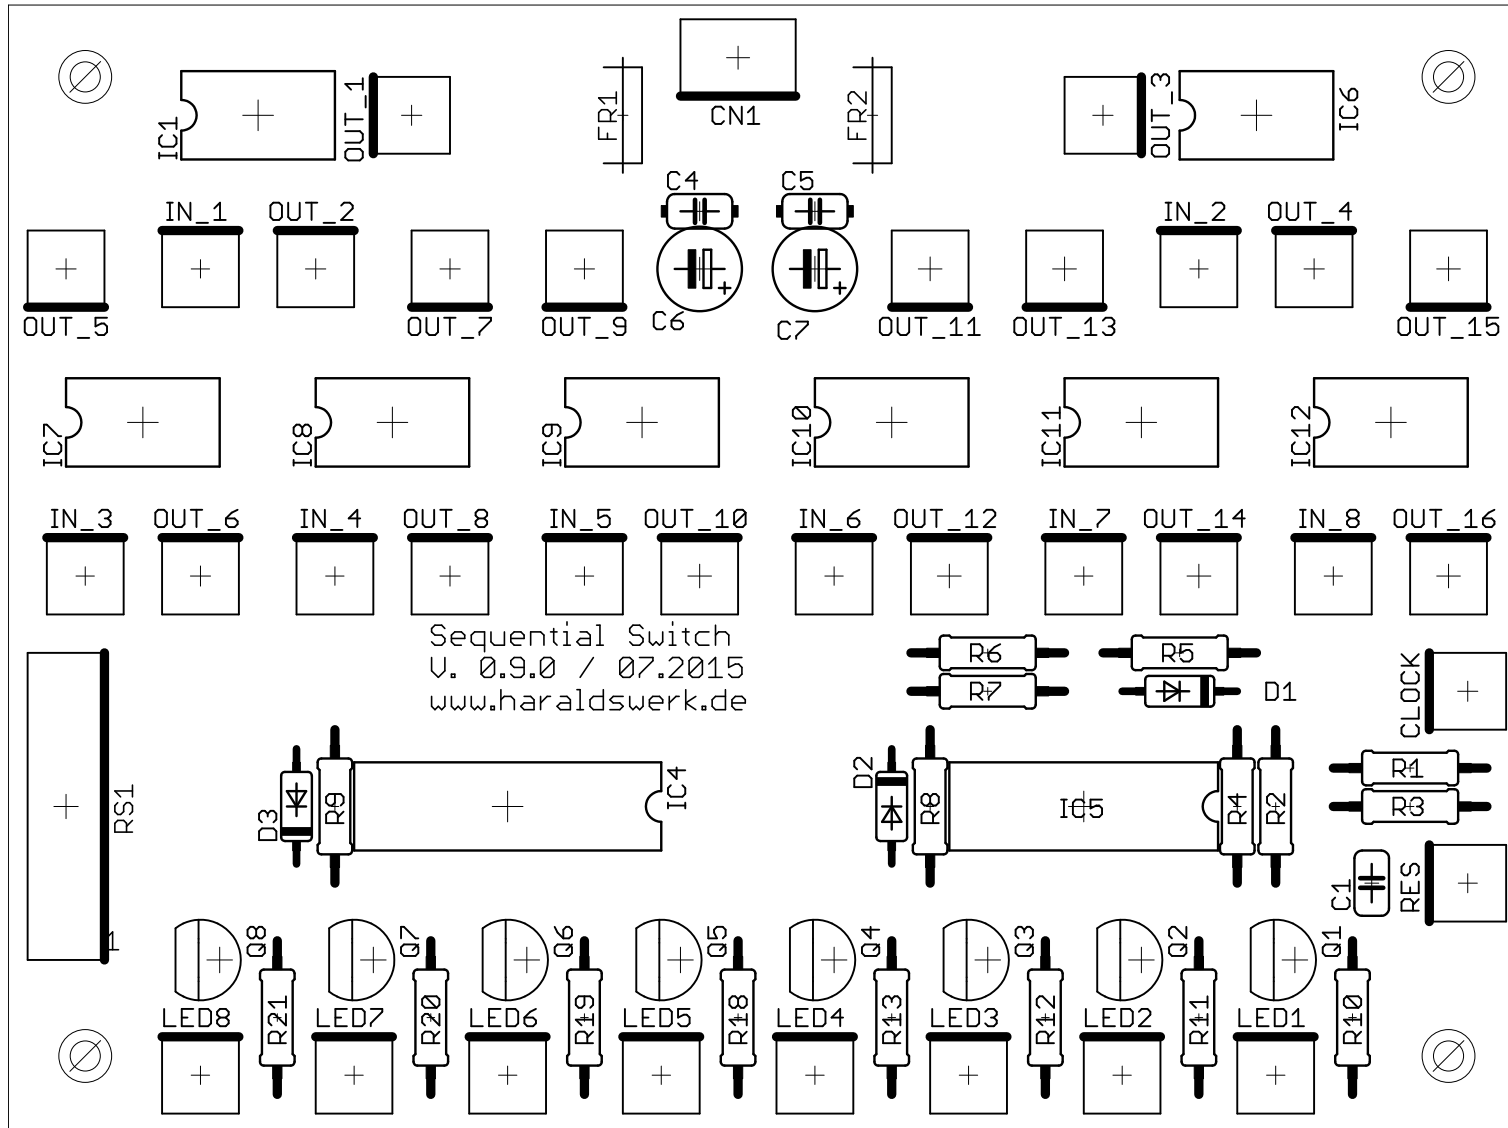 CN1
IC1
OUT_1
FR1
FR2
OUT_3
IC6
C4
C5
IN_1
OUT_2
IN_2
OUT_4
OUT_5
OUT_7
OUT_9
C6
C7
OUT_11
OUT_13
OUT_15
IC7
IC8
IC9
IC10
IC11
IC12
IN_3
OUT_6
IN_4
OUT_8
IN_5
OUT_10
IN_6
OUT_12
IN_7
OUT_14
IN_8
OUT_16
Sequential Switch
V. 0.9.0 / 07.2015
www.haraldswerk.de
R6
R5
R7
D1
CLOCK
RS1
D3
R9
IC4
D2
R8
IC5
R4
R2
R1
R3
C1
RES
1
Q8
Q7
Q6
Q5
Q4
Q3
Q2
Q1
LED8
R21
LED7
R20
LED6
R19
LED5
R18
LED4
R13
LED3
R12
LED2
R11
LED1
R10